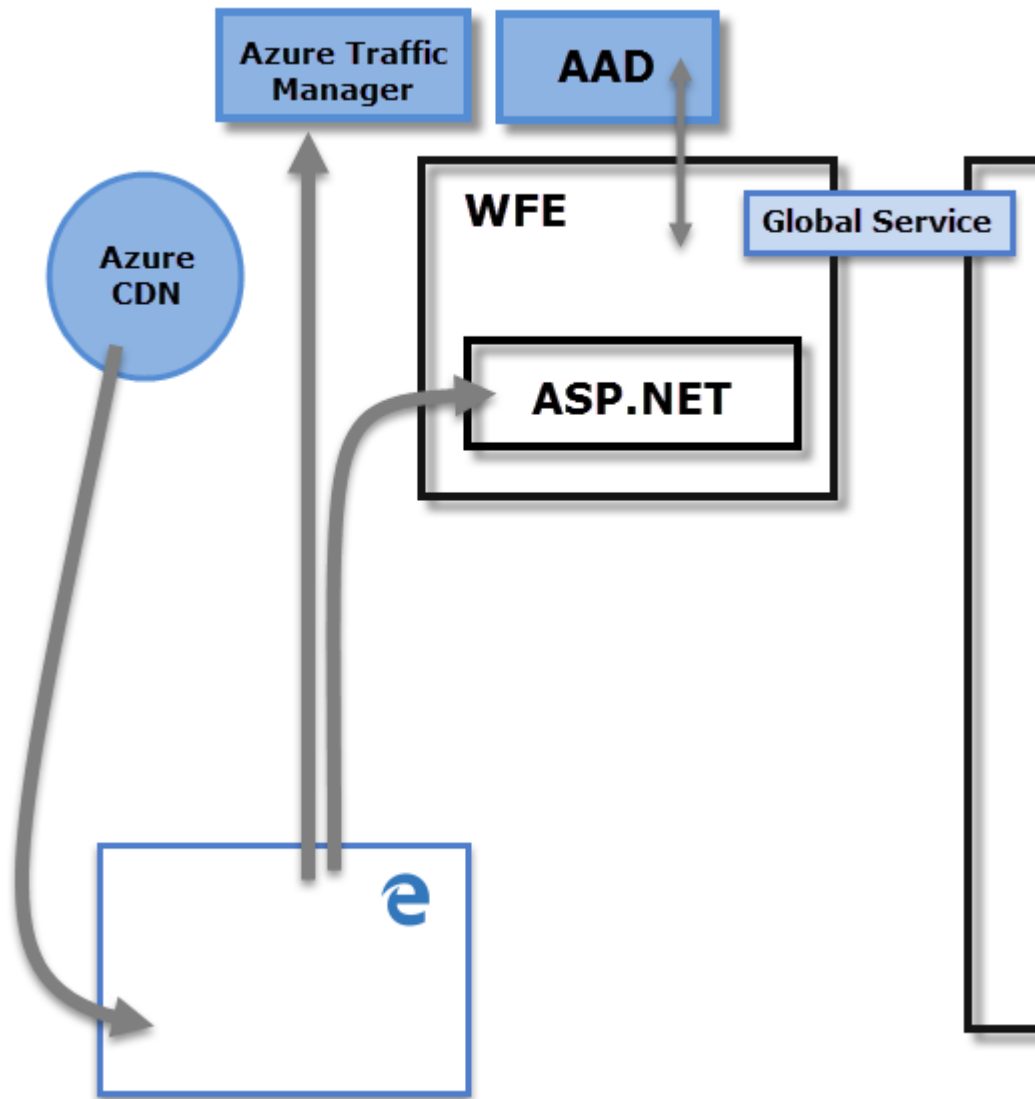 Azure Traffic
Manager
AAD
WFE
Global Service
Azure
CDN
ASP.NET